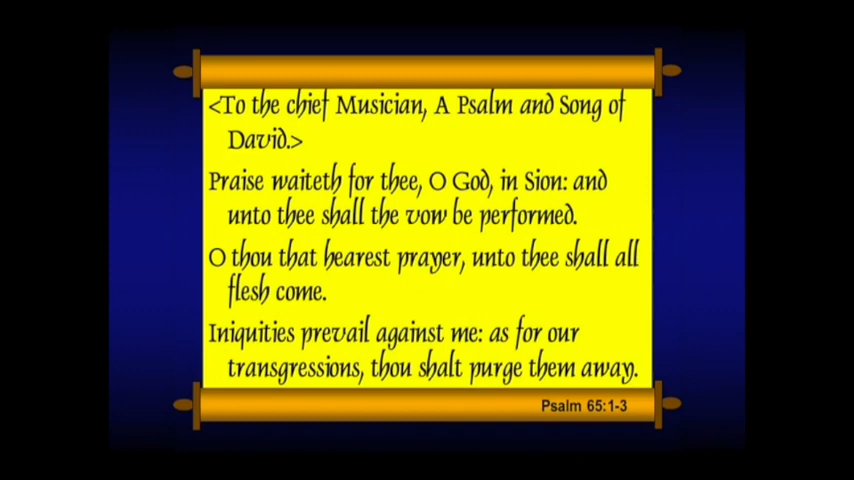 <To the chief Musician, A Psalm and Song of
David.>
Praise waiteth for thee, O God, in Sion: and
unto thee shall the vow be performed.
O thou that hearest prayer, unto thee shall all
flesh come.
Iniquities prevail against me: as for our
transgressions, thou shalt purge them away.
Psalm 65:1-3